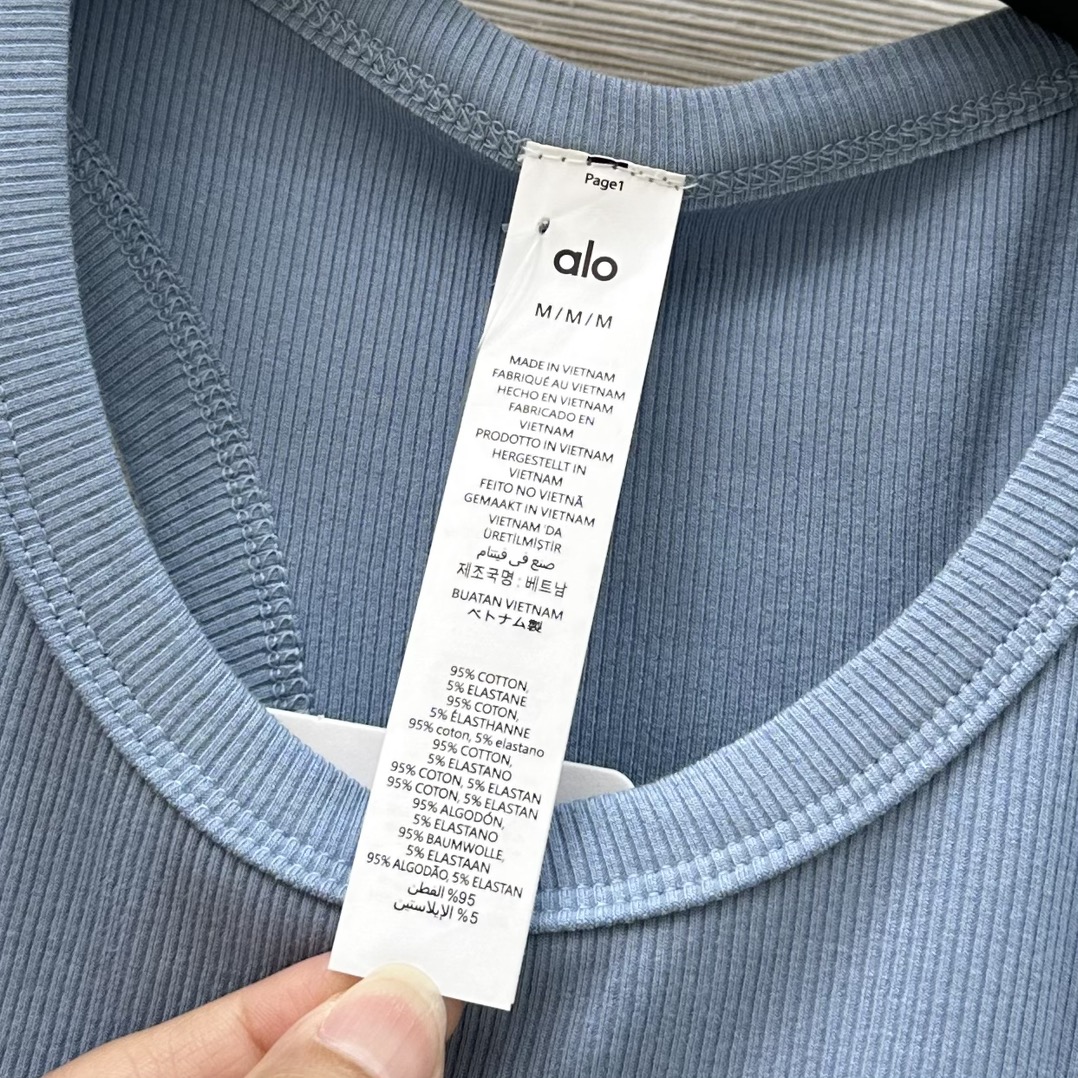 Page1
alo
M/M/M
MADE IN VIETNAM
FABRIQUÉ AU VIETNAM
HECHO EN VIETNAM
FABRICADO EN
VIETNAM
PRODOTTO IN VIETNAM
HERGESTELLT IN
VIETNAM
FEITO NO VIETNÃ
GEMAAKT IN VIETNAM
VIETNAM 'DA
ÜRETİLMİŞTİR
صنع في فيتنام
제조국명 : 베트남
BUATAN VIETNAM
ベトナム製
95% COTTON,
5% ELASTANE
95% COTON,
5% ÉLASTHANNE
95% coton, 5% elastano
95% COTTON,
5% ELASTANO
95% COTON, 5% ELASTAN
95% COTON, 5% ELASTAN
95% ALGODÓN,
5% ELASTANO
95% BAUMWOLLE,
5% ELASTAAN
95% ALGODÃO, 5% ELASTAN
95% القطن
5% الإيلاستين